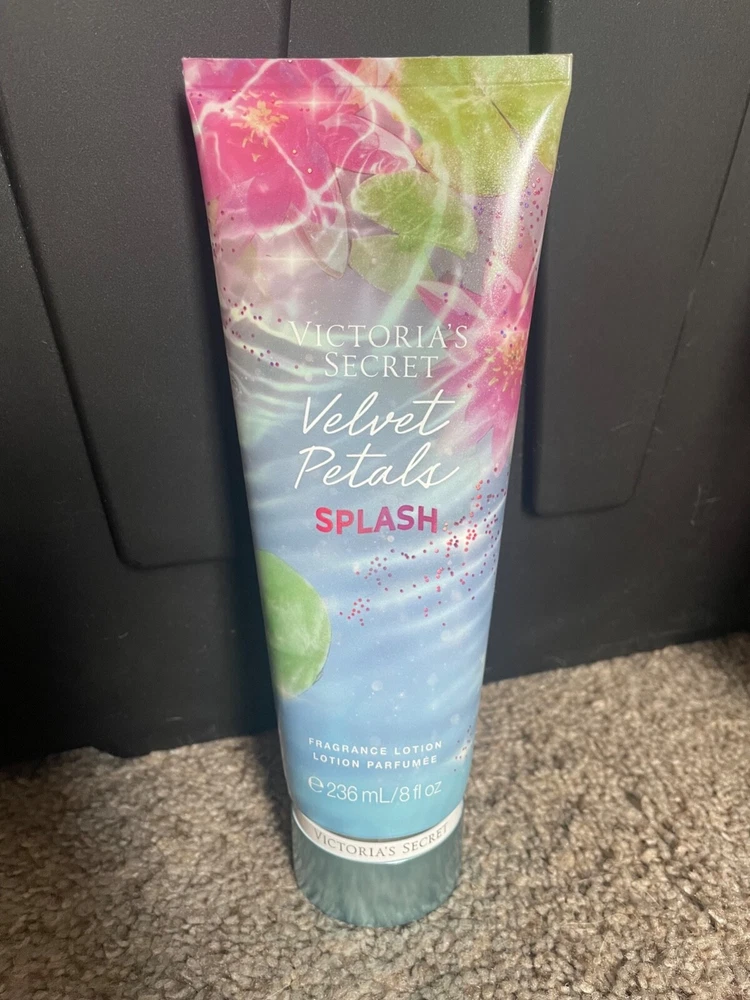 VICTORIA'S
SECRET
Velvet
Petals
SPLASH
FRAGRANCE LOTION
LOTION PARFUMÉE
℮ 236 mL/8 fl oz
VICTORIA'S SECRET